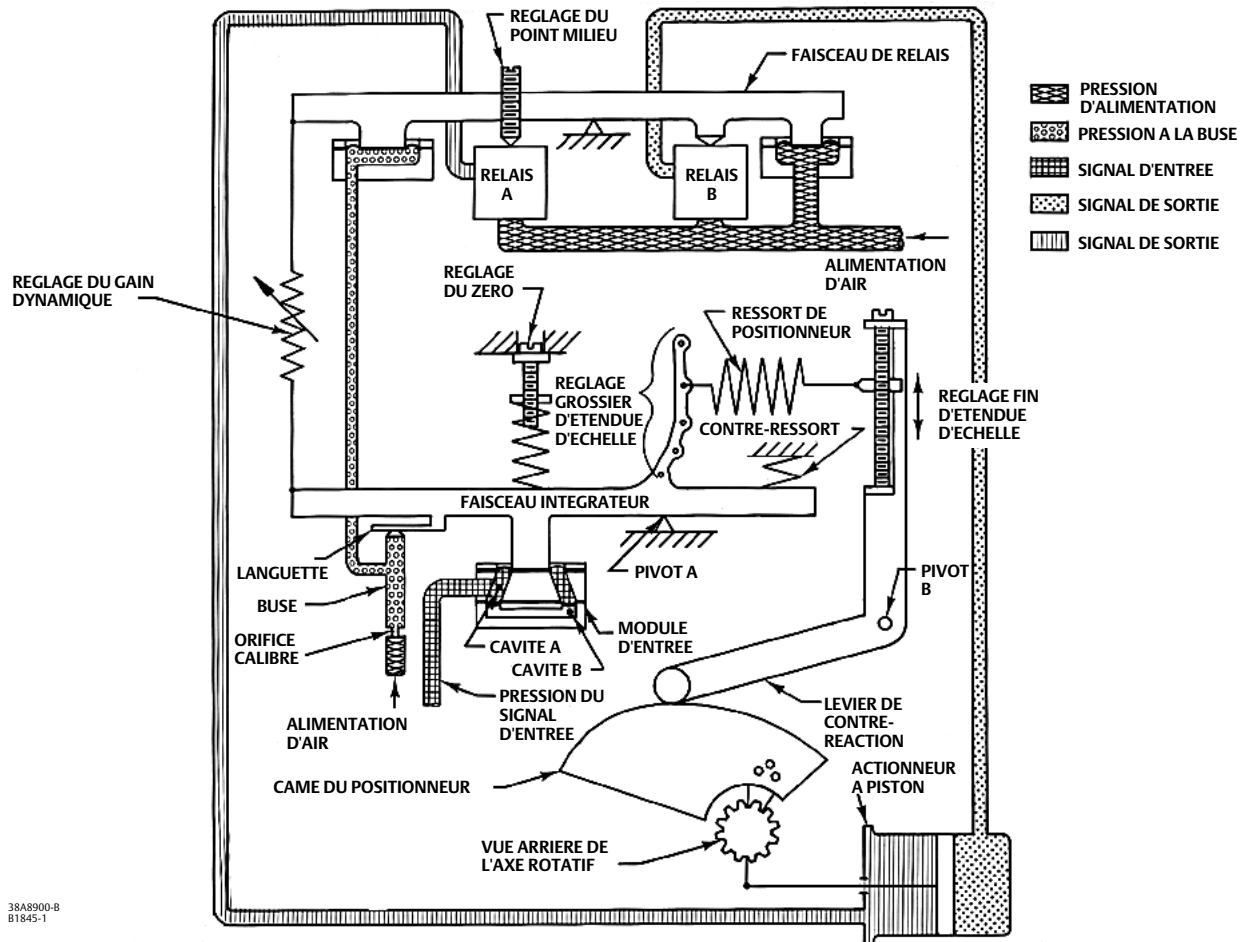 REGLAGE DU
POINT MILIEU
FAISCEAU DE RELAIS
PRESSION
D'ALIMENTATION
PRESSION A LA BUSE
SIGNAL D'ENTREE
SIGNAL DE SORTIE
SIGNAL DE SORTIE
RELAIS
A
RELAIS
B
ALIMENTATION
D'AIR
REGLAGE DU GAIN
DYNAMIQUE
REGLAGE
DU ZERO
RESSORT DE
POSITIONNEUR
REGLAGE
GROSSIER
D'ETENDUE
D'ECHELLE
CONTRE-RESSORT
REGLAGE FIN
D'ETENDUE
D'ECHELLE
FAISCEAU INTEGRATEUR
LANGUETTE
BUSE
ORIFICE
CALIBRE
PIVOT A
PIVOT
B
MODULE
D'ENTREE
CAVITE A
CAVITE B
PRESSION DU
SIGNAL
D'ENTREE
ALIMENTATION
D'AIR
LEVIER DE
CONTRE-
REACTION
CAME DU POSITIONNEUR
ACTIONNEUR
A PISTON
VUE ARRIERE DE
L'AXE ROTATIF
38A8900-B
B1845-1